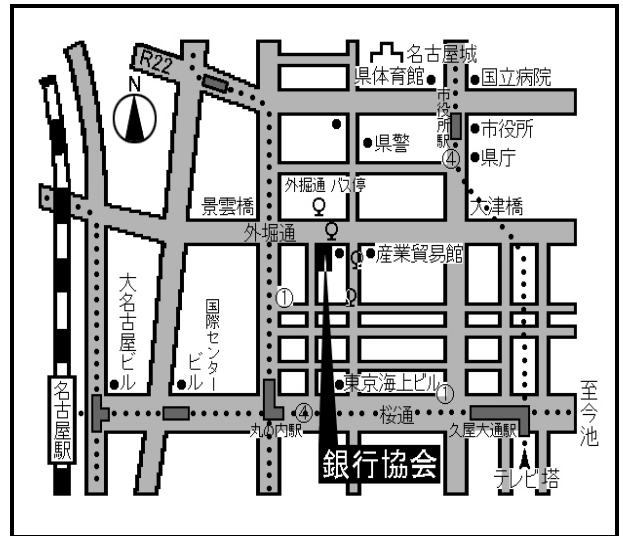 R22
N
名古屋城
県体育館
国立病院
市役所駅
市役所
県警
④
県庁
外掘通 バス停
景雲橋
大津橋
外掘通
産業貿易館
大名古屋ビル
国際センタービル
①
東京海上ビル
①
名古屋駅
至今池
④
桜通
丸の内駅
久屋大通駅
銀行協会
テレビ塔